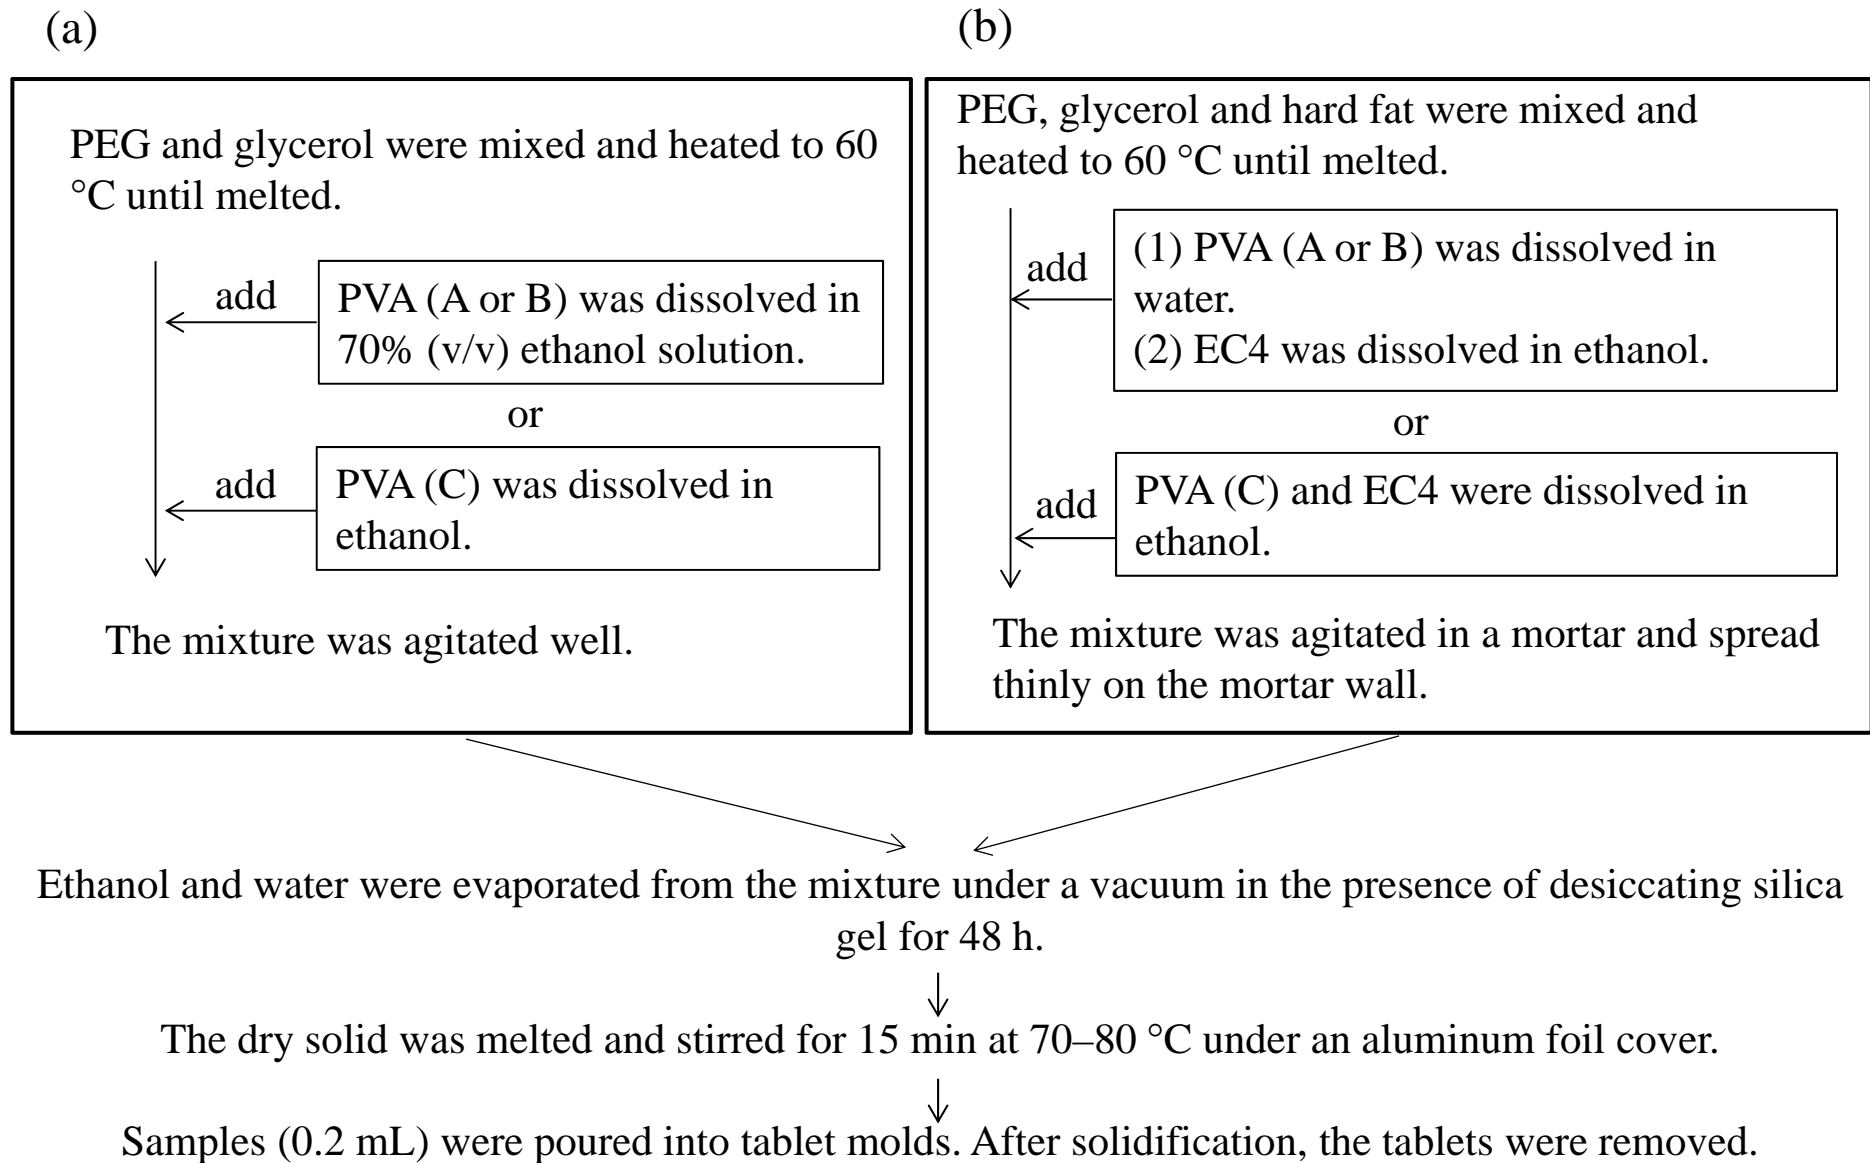 (a)
PEG and glycerol were mixed and heated to 60
°C until melted.
add
PVA (A or B) was dissolved in
70% (v/v) ethanol solution.
or
add
PVA (C) was dissolved in
ethanol.
The mixture was agitated well.
(b)
PEG, glycerol and hard fat were mixed and
heated to 60 °C until melted.
add
(1) PVA (A or B) was dissolved in
water.
(2) EC4 was dissolved in ethanol.
or
add
PVA (C) and EC4 were dissolved in
ethanol.
The mixture was agitated in a mortar and spread
thinly on the mortar wall.
Ethanol and water were evaporated from the mixture under a vacuum in the presence of desiccating silica
gel for 48 h.
The dry solid was melted and stirred for 15 min at 70–80 °C under an aluminum foil cover.
Samples (0.2 mL) were poured into tablet molds. After solidification, the tablets were removed.